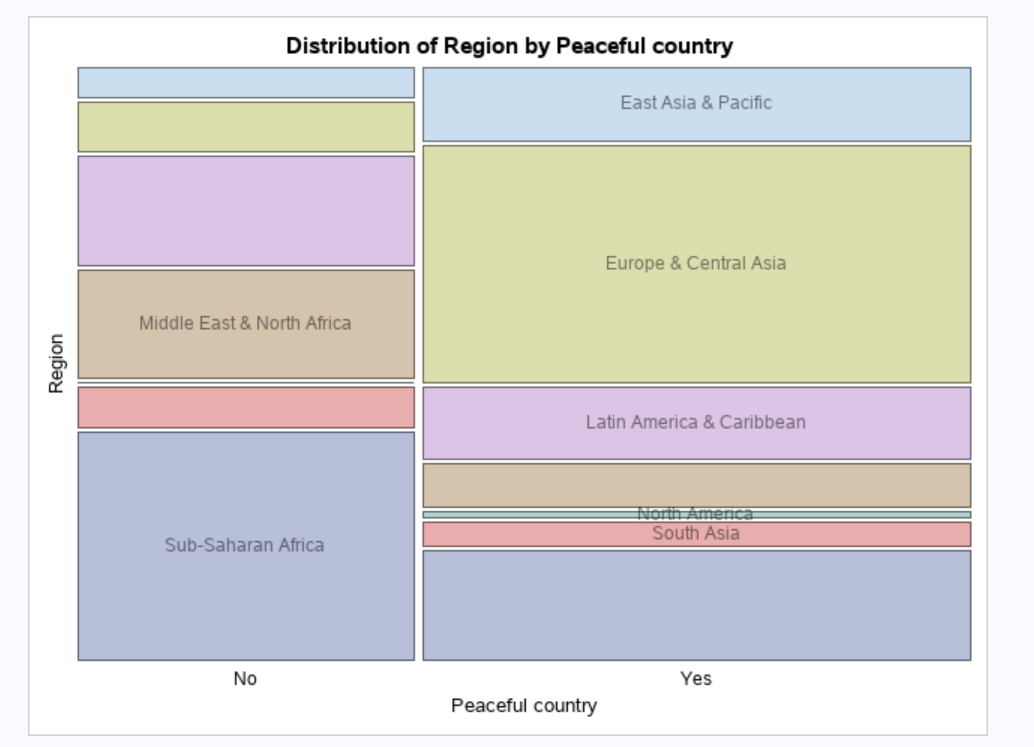 Distribution of Region by Peaceful country
East Asia & Pacific
Europe & Central Asia
Middle East & North Africa
Region
Latin America & Caribbean
North America
South Asia
Sub-Saharan Africa
No
Yes
Peaceful country